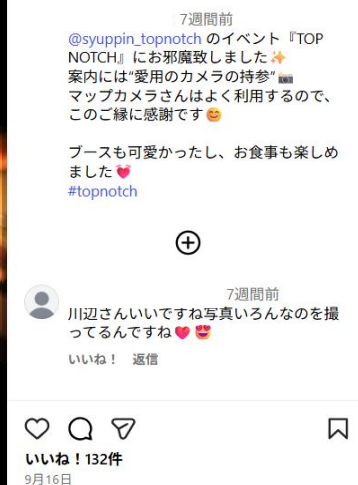 7週間前
@syuppin_topnotch のイベント『TOP
NOTCH』にお邪魔致しました✨
案内には“愛用のカメラの持参”📸
マップカメラさんはよく利用するので、
このご縁に感謝です😊
ブースも可愛かったし、お食事も楽しめ
ました💓
#topnotch
7週間前
川辺さんいいですね写真いろんなのを撮
ってるんですね❤️ 😍
いいね！ 返信
いいね！132件
9月16日